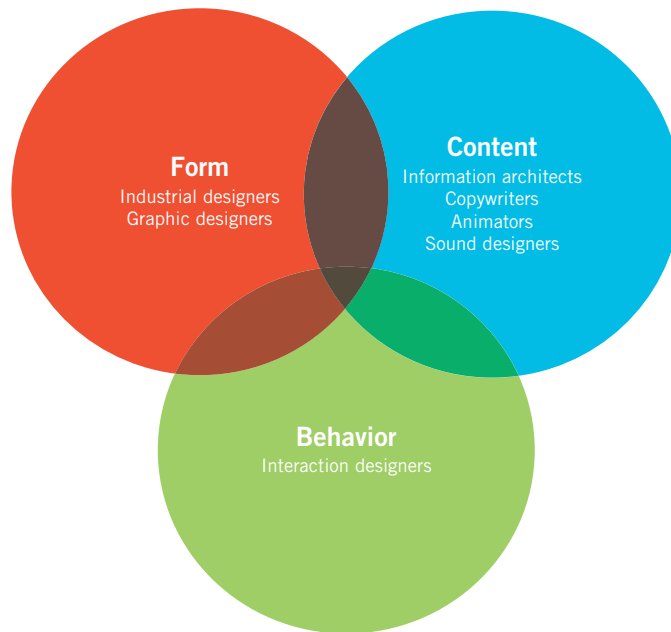 Form
Industrial designers
Graphic designers
Content
Information architects
Copywriters
Animators
Sound designers
Behavior
Interaction designers